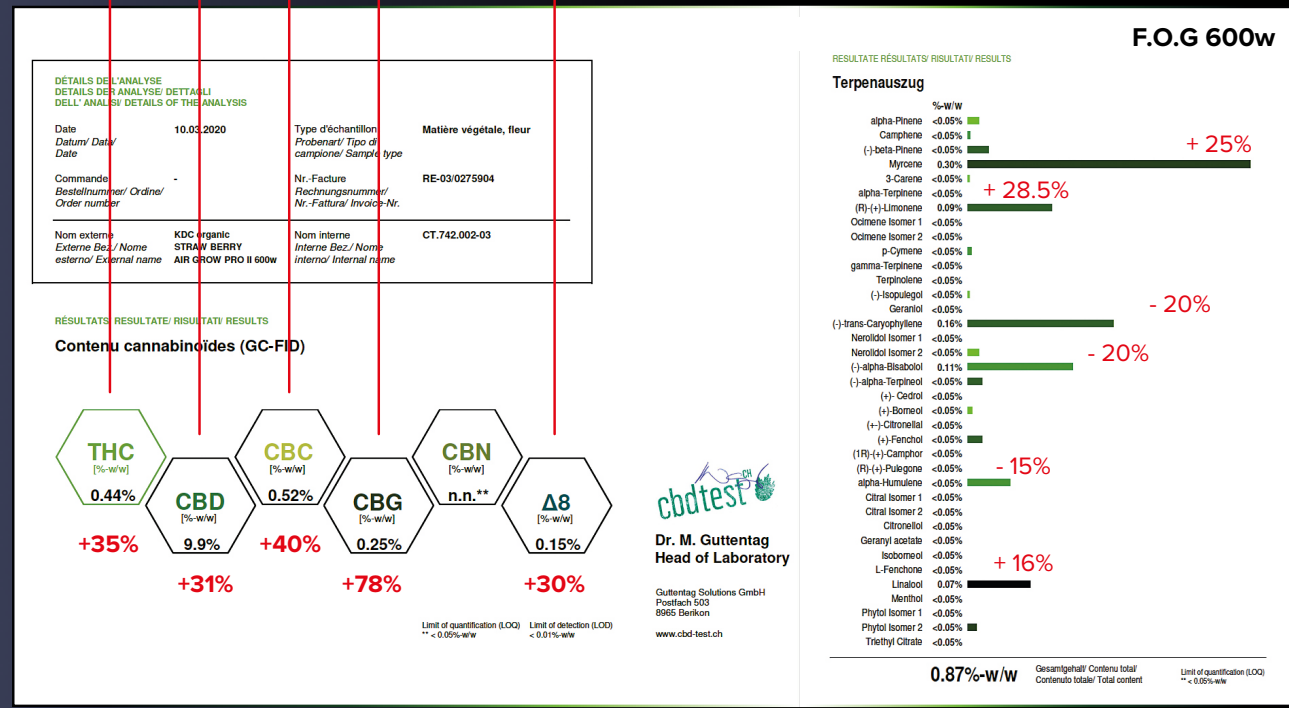 F.O.G 600w
DÉTAILS DE L'ANALYSE
DETAILS DER ANALYSE/ DETTAGLI
DELL' ANALISI/ DETAILS OF THE ANALYSIS
Date 10.03.2020 Type d'échantillon Matière végétale, fleur
Datum/ Data/ Probenart/ Tipo di
Date campione/ Sample type
Commande - Nr.-Facture RE-03/0275904
Bestellnummer/ Ordine/ Rechnungsnummer/
Order number Nr.-Fattura/ Invoice-Nr.
Nom externe KDC organic Nom interne CT.742.002-03
Externe Bez./ Nome STRAW BERRY Interne Bez./ Nome
esterno/ External name AIR GROW PRO II 600w interno/ Internal name
RÉSULTATS/ RESULTATE/ RISULTATI/ RESULTS
Contenu cannabinoïdes (GC-FID)
THC
[%-w/w]
0.44%
+35%
CBD
[%-w/w]
9.9%
+31%
CBC
[%-w/w]
0.52%
+40%
CBG
[%-w/w]
0.25%
+78%
CBN
[%-w/w]
n.n.**
Δ8
[%-w/w]
0.15%
+30%
Limit of quantification (LOQ) Limit of detection (LOD)
** < 0.05%-w/w < 0.01%-w/w
cbdtest CH
Dr. M. Guttentag
Head of Laboratory
Guttentag Solutions GmbH
Postfach 503
8965 Berikon
www.cbd-test.ch
RESULTATE RÉSULTATS/ RISULTATI/ RESULTS
Terpenauszug
%-w/w
alpha-Pinene <0.05%
Camphene <0.05%
(-)-beta-Pinene <0.05%
Myrcene 0.30% + 25%
3-Carene <0.05%
alpha-Terpinene <0.05%
(R)-(+)-Limonene 0.09% + 28.5%
Ocimene Isomer 1 <0.05%
Ocimene Isomer 2 <0.05%
p-Cymene <0.05%
gamma-Terpinene <0.05%
Terpinolene <0.05%
(-)-Isopulegol <0.05%
Geraniol <0.05%
(-)-trans-Caryophyllene 0.16% - 20%
Nerolidol Isomer 1 <0.05%
Nerolidol Isomer 2 <0.05%
(-)-alpha-Bisabolol 0.11% - 20%
(-)-alpha-Terpineol <0.05%
(+)- Cedrol <0.05%
(+)-Borneol <0.05%
(+-)-Citronellal <0.05%
(+)-Fenchol <0.05%
(1R)-(+)-Camphor <0.05%
(R)-(+)-Pulegone <0.05%
alpha-Humulene <0.05% - 15%
Citral Isomer 1 <0.05%
Citral Isomer 2 <0.05%
Citronellol <0.05%
Geranyl acetate <0.05%
Isoborneol <0.05%
L-Fenchone <0.05%
Linalool 0.07% + 16%
Menthol <0.05%
Phytol Isomer 1 <0.05%
Phytol Isomer 2 <0.05%
Triethyl Citrate <0.05%
0.87%-w/w Gesamtgehalt/ Contenu total/ Limit of quantification (LOQ)
Contenuto totale/ Total content ** < 0.05%-w/w